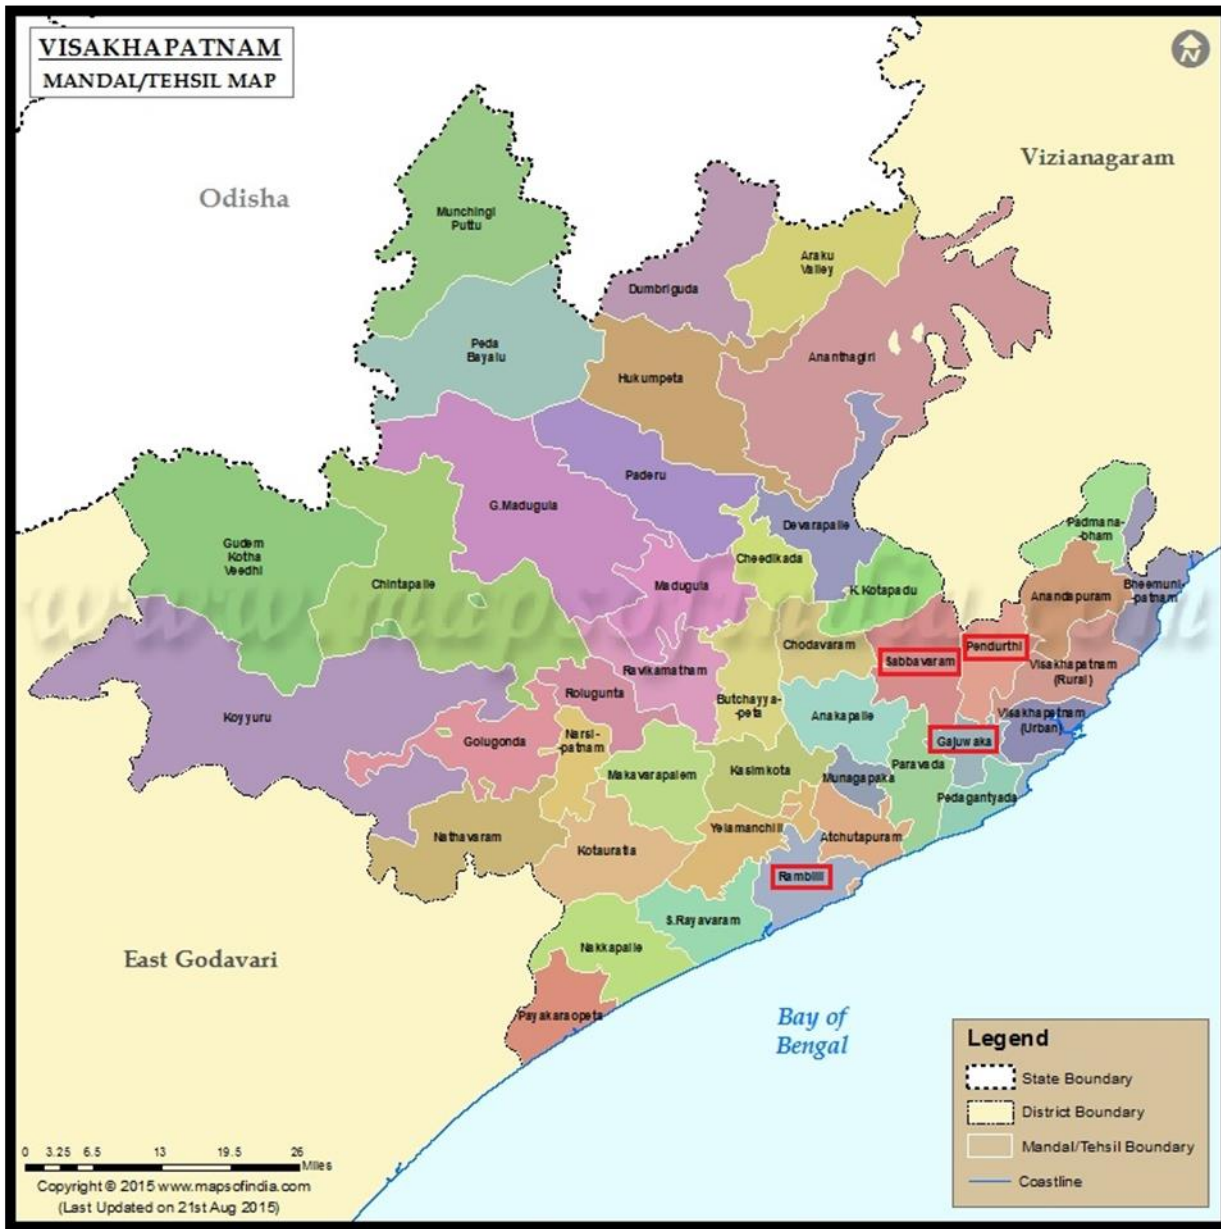 VISAKHAPATNAM
MANDAL/TEHSIL MAP
Odisha
Vizianagaram
Munchingi
Puttu
Araku
Valley
Dumbriguda
Peda
Bayalu
Ananthagiri
Hukumpeta
Paderu
G.Madugula
Devarapalle
Padmana-
-bham
Gudem
Kotha
Veedhi
Cheedikada
Chintapalle
Madugula
K.Kotapadu
Bheemuni-
-patnam
Anandapuram
www.mapsofindia.com
Chodavaram
Pendurthi
Sabbavaram
Visakhapatnam
(Rural)
Ravikamatham
Rolugunta
Butchayya-
-peta
Koyyuru
Anakapalle
Visakhapatnam
(Urban)
Golugonda
Narsi-
-patnam
Gajuwaka
Makavarapalem
Kasimkota
Munagapaka
Paravada
Pedagantyada
Nathavaram
Yelamanchili
Atchutapuram
Kotauratla
Rambilli
S.Rayavaram
Nakkapalle
East Godavari
Payakaraopeta
Bay of
Bengal
Legend
State Boundary
District Boundary
Mandal/Tehsil Boundary
Coastline
0 3.25 6.5 13 19.5 26
Miles
Copyright © 2015 www.mapsofindia.com
(Last Updated on 21st Aug 2015)
N